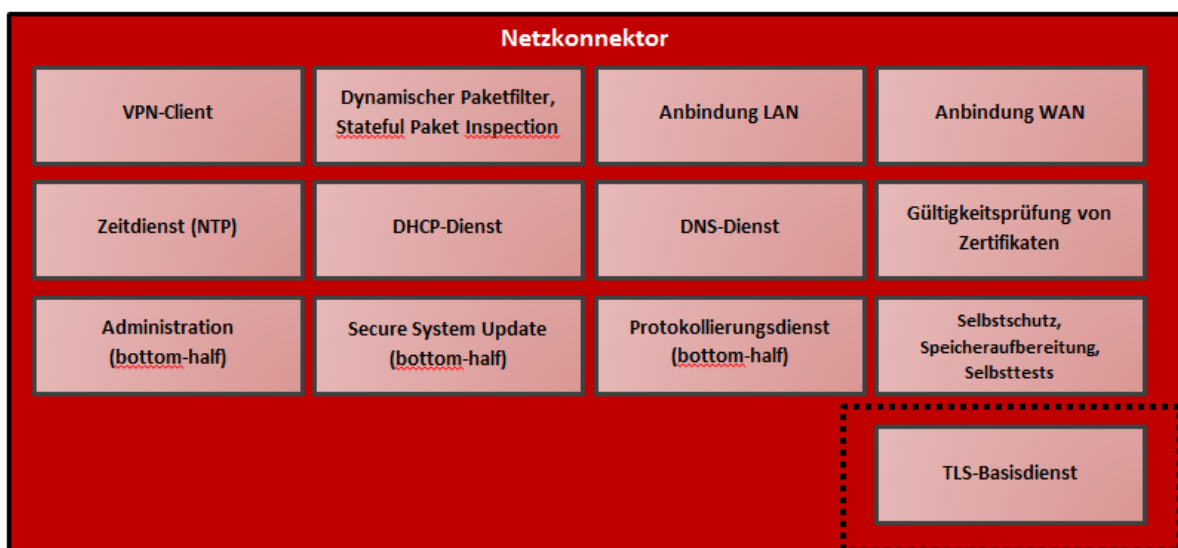 Netzkonnektor
VPN-Client
Dynamischer Paketfilter,
Stateful Paket Inspection
Anbindung LAN
Anbindung WAN
Zeitdienst (NTP)
DHCP-Dienst
DNS-Dienst
Gültigkeitsprüfung von
Zertifikaten
Administration
(bottom-half)
Secure System Update
(bottom-half)
Protokollierungsdienst
(bottom-half)
Selbstschutz,
Speicheraufbereitung,
Selbsttests
TLS-Basisdienst